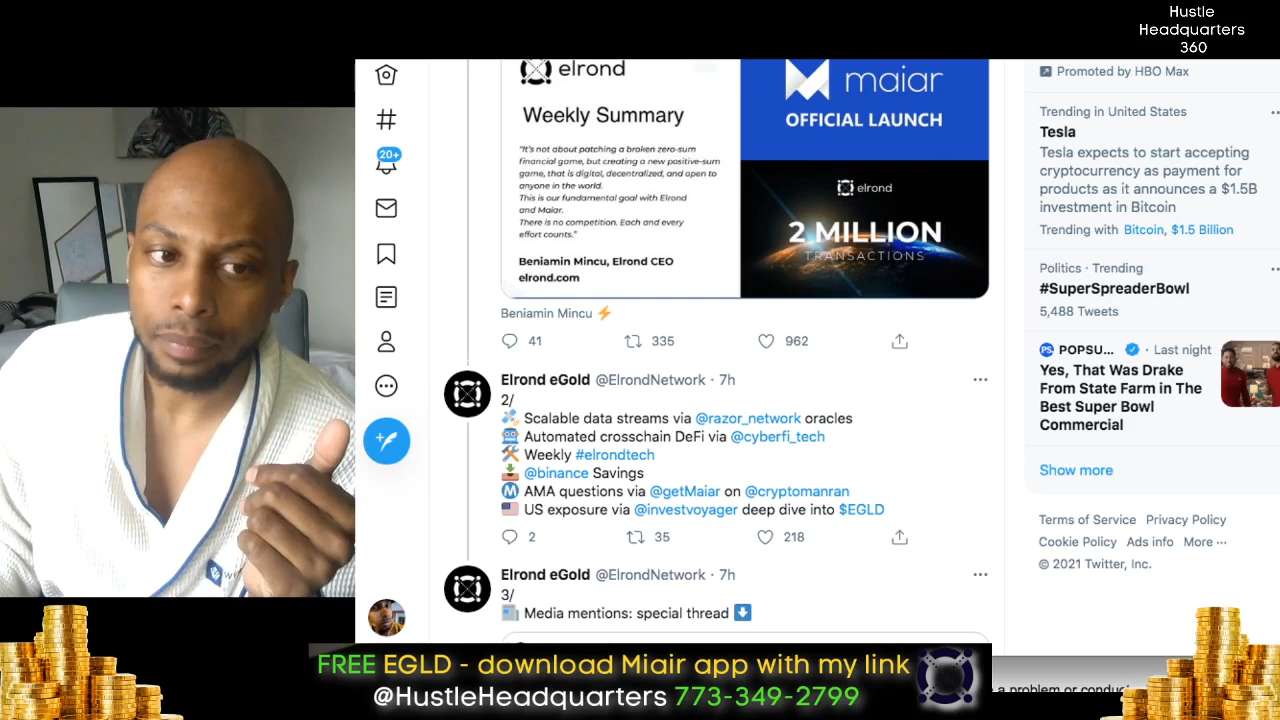 Hustle
Headquarters
360
elrond
Weekly Summary
"It's not about patching a broken zero-sum
financial game, but creating a new positive-sum
game, that is digital, decentralized, and open to
anyone in the world.
This is our fundamental goal with Elrond
and Maiar.
There is no competition. Each and every
effort counts."
Beniamin Mincu, Elrond CEO
elrond.com
maiar
OFFICIAL LAUNCH
elrond
2 MILLION
TRANSACTIONS
Beniamin Mincu ⚡
41 335 962
20+
Elrond eGold @ElrondNetwork · 7h
2/
Scalable data streams via @razor_network oracles
Automated crosschain DeFi via @cyberfi_tech
Weekly #elrondtech
@binance Savings
AMA questions via @getMaiar on @cryptomanran
US exposure via @investvoyager deep dive into $EGLD
2 35 218
Elrond eGold @ElrondNetwork · 7h
3/
Media mentions: special thread
Promoted by HBO Max
Trending in United States
Tesla
Tesla expects to start accepting
cryptocurrency as payment for
products as it announces a $1.5B
investment in Bitcoin
Trending with Bitcoin, $1.5 Billion
Politics · Trending
#SuperSpreaderBowl
5,488 Tweets
POPSU... · Last night
Yes, That Was Drake
From State Farm in The
Best Super Bowl
Commercial
Show more
Terms of Service Privacy Policy
Cookie Policy Ads info More ···
© 2021 Twitter, Inc.
a problem or
FREE EGLD - download Miair app with my link
@HustleHeadquarters 773-349-2799